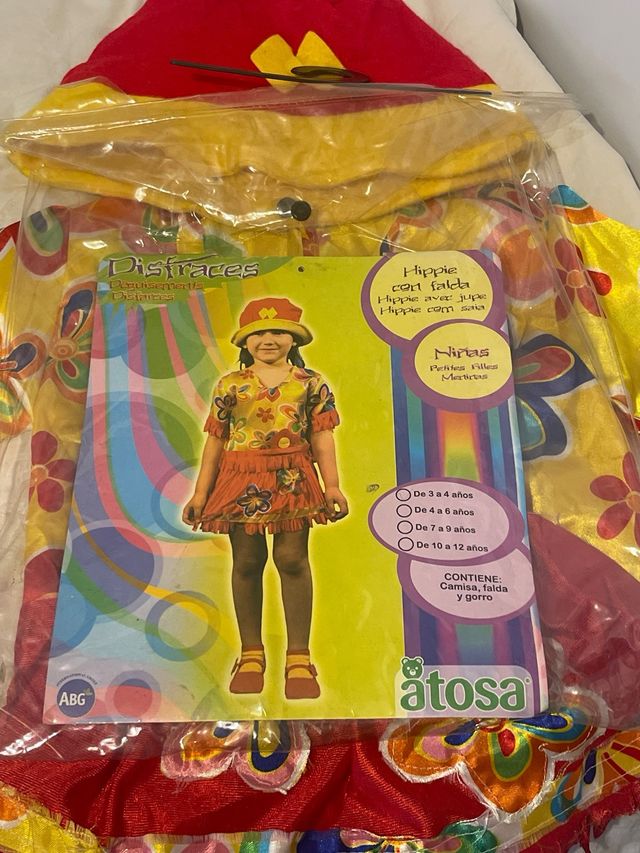 Disfraces
Deguisements
Disfarces
Hippie
con falda
Hippie avec jupe
Hippie com saia
Niñas
Petites filles
Meninas
De 3 a 4 años
De 4 a 6 años
De 7 a 9 años
De 10 a 12 años
CONTIENE:
Camisa, falda
y gorro
ABG
atosa